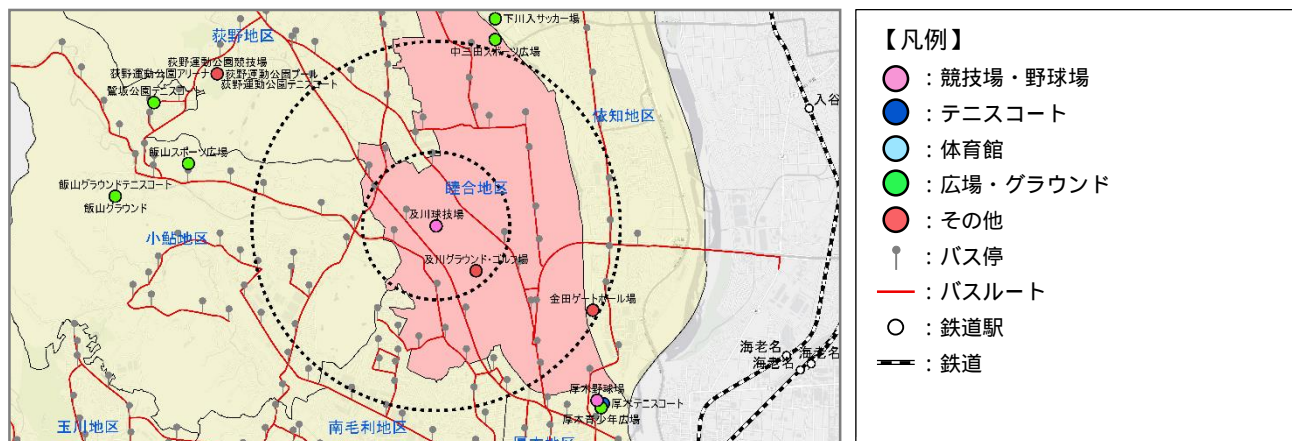 下川入サッカー場
荻野地区
中三田スポーツ広場
荻野運動公園競技場
荻野運動公園アリーナ
荻野運動公園プール
荻野運動公園テニスコート
鷲坂公園テニスコート
入谷
依知地区
飯山スポーツ広場
飯山グラウンドテニスコート
睦合地区
飯山グラウンド
及川球技場
小鮎地区
及川グラウンド・ゴルフ場
金田ゲートボール場
海老名
海老名
海老名
厚木野球場
厚木テニスコート
厚木青少年広場
玉川地区
南毛利地区
厚木地区
【凡例】
：競技場・野球場
：テニスコート
：体育館
：広場・グラウンド
：その他
：バス停
：バスルート
：鉄道駅
：鉄道